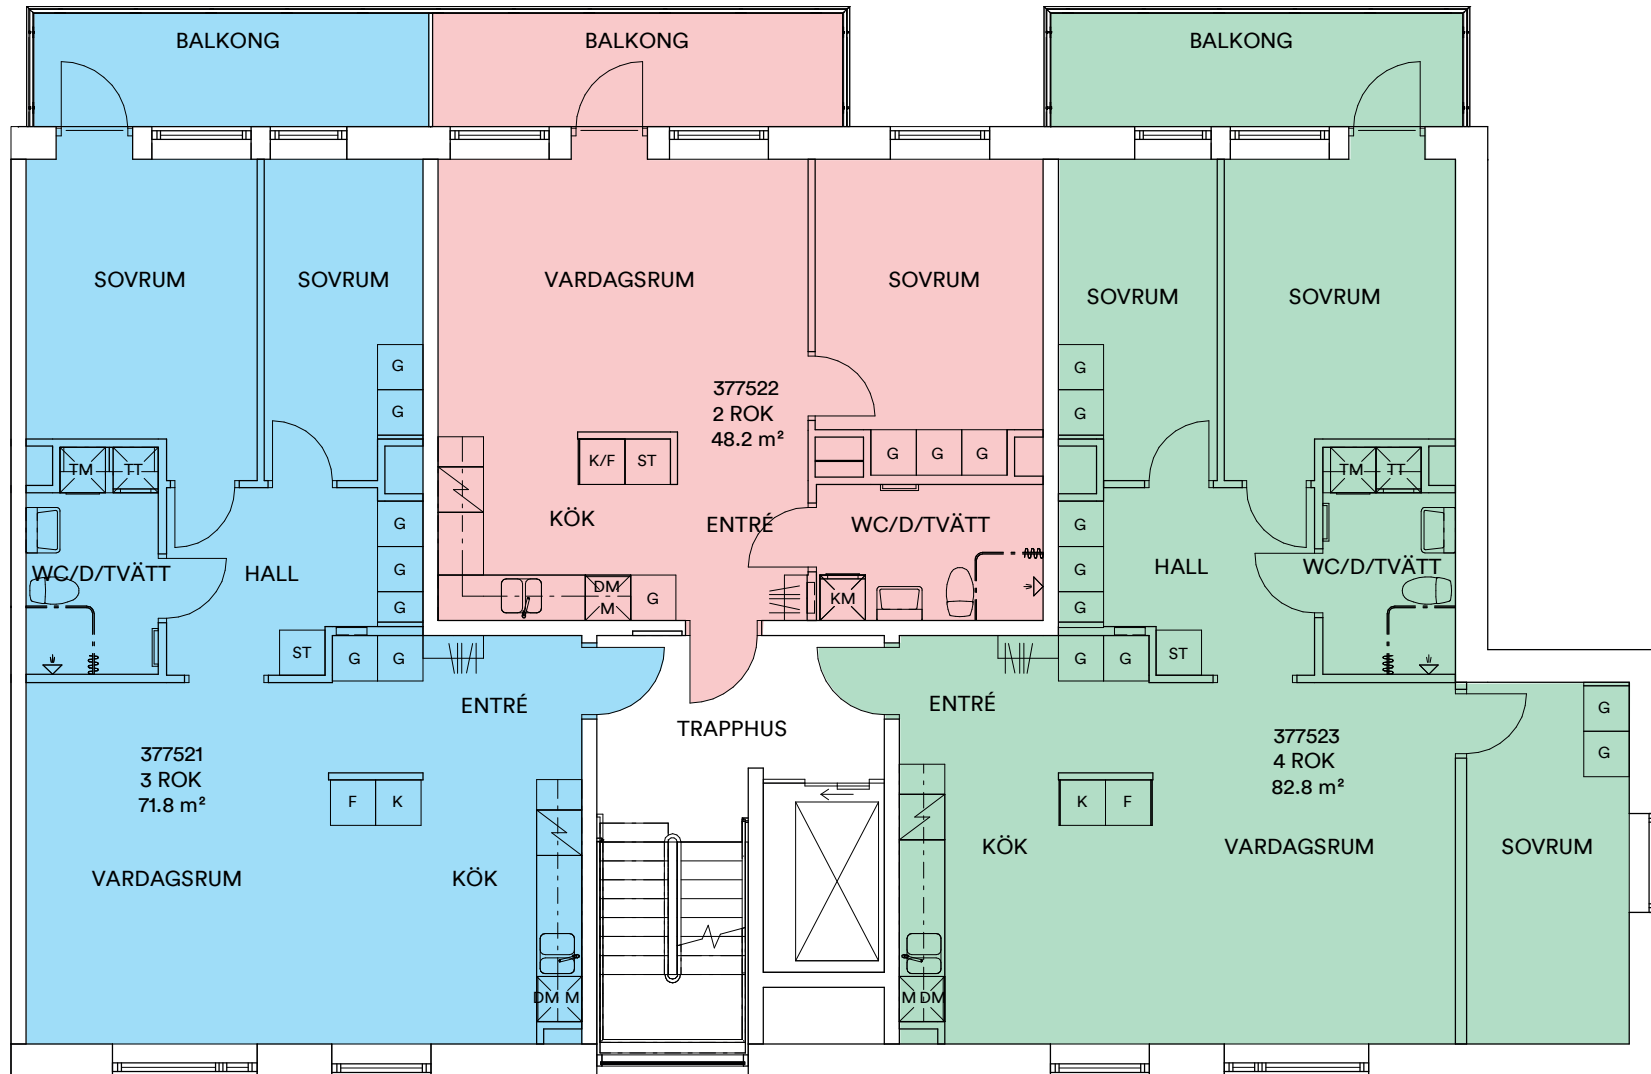 BALKONG
BALKONG
BALKONG
SOVRUM
SOVRUM
VARDAGSRUM
SOVRUM
SOVRUM
SOVRUM
G
G
G
G
377522
2 ROK
48.2 m²
TM
TT
K/F
ST
G
G
G
TM
TT
G
KÖK
ENTRÉ
WC/D/TVÄTT
G
WC/D/TVÄTT
HALL
G
G
HALL
WC/D/TVÄTT
G
DM
M
G
KM
G
ST
G
G
G
G
ST
ENTRÉ
ENTRÉ
TRAPPHUS
G
G
377521
3 ROK
71.8 m²
377523
4 ROK
82.8 m²
F
K
K
F
VARDAGSRUM
KÖK
KÖK
VARDAGSRUM
SOVRUM
DM M
M DM